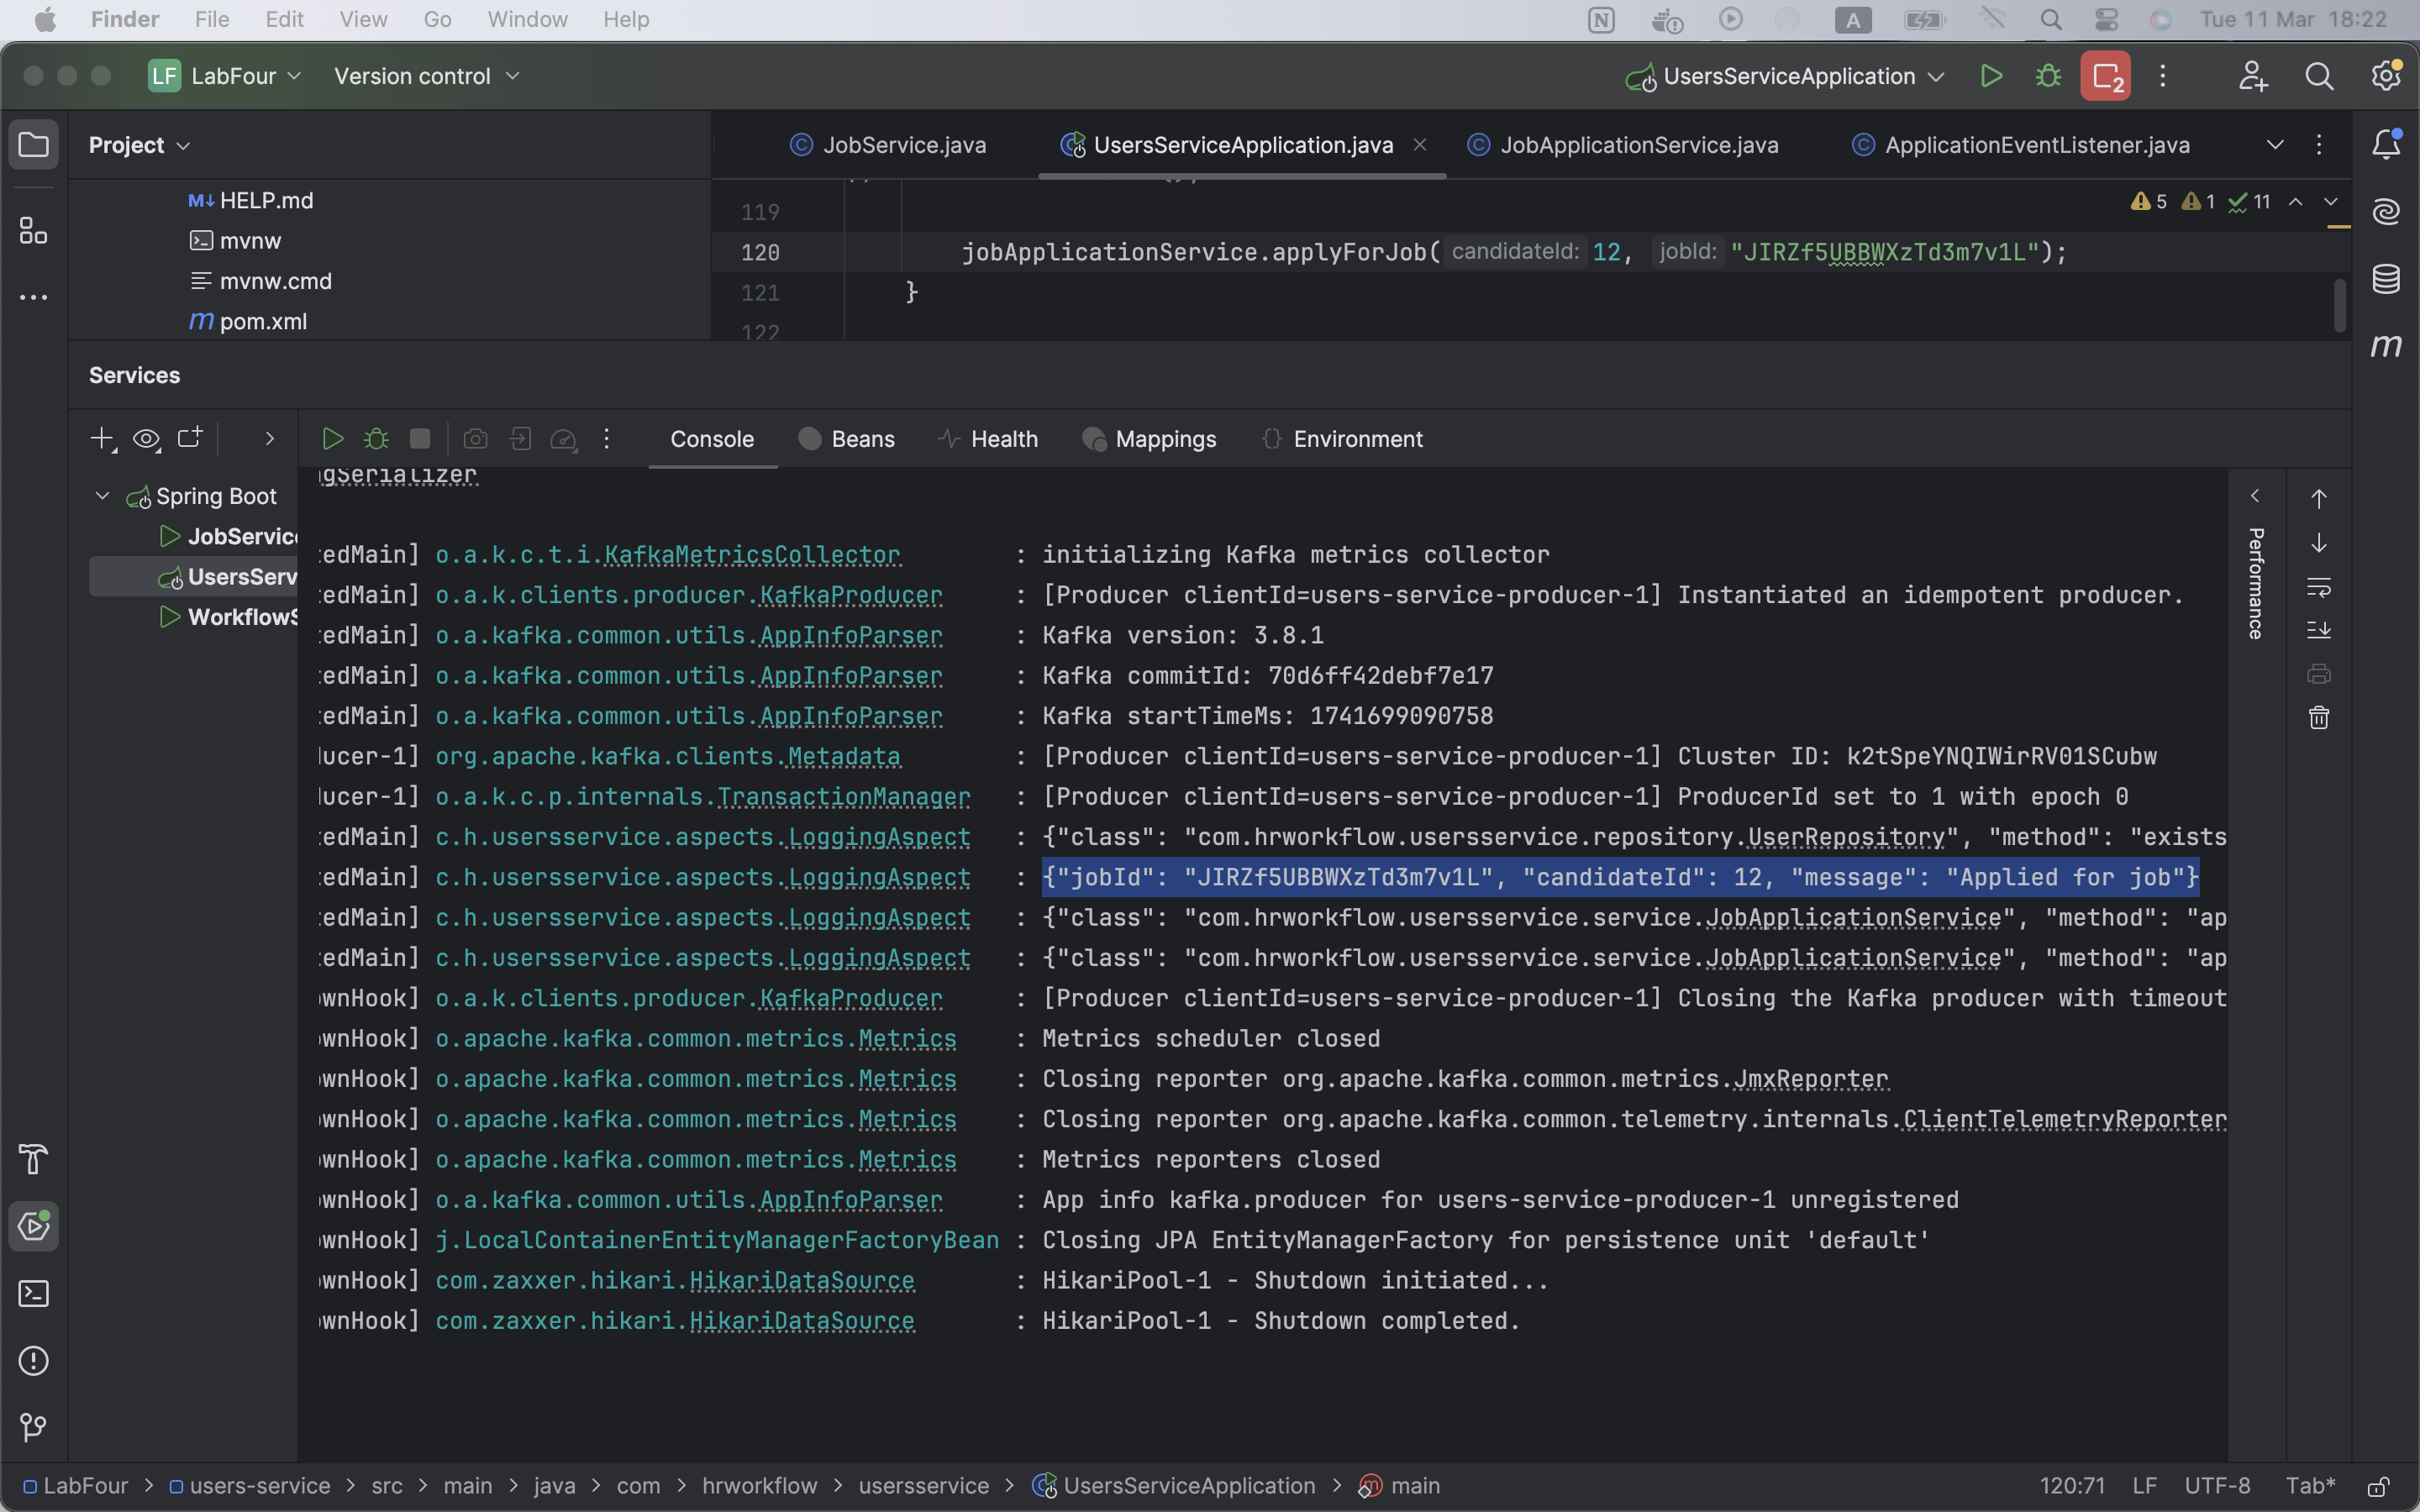 Finder File Edit View Go Window Help N A Tue 11 Mar 18:22
LF LabFour Version control UsersServiceApplication 2
Project JobService.java UsersServiceApplication.java JobApplicationService.java ApplicationEventListener.java
HELP.md
mvnw
mvnw.cmd
pom.xml
119
120 jobApplicationService.applyForJob( candidateId: 12, jobId: "JIRZf5UBBWXzTd3m7v1L");
121 }
122
5 1 11
Services
Console Beans Health Mappings Environment
Spring Boot
JobServic
UsersServ
WorkflowS
gSerializer
edMain] o.a.k.c.t.i.KafkaMetricsCollector : initializing Kafka metrics collector
edMain] o.a.k.clients.producer.KafkaProducer : [Producer clientId=users-service-producer-1] Instantiated an idempotent producer.
edMain] o.a.kafka.common.utils.AppInfoParser : Kafka version: 3.8.1
edMain] o.a.kafka.common.utils.AppInfoParser : Kafka commitId: 70d6ff42debf7e17
edMain] o.a.kafka.common.utils.AppInfoParser : Kafka startTimeMs: 1741699090758
ucer-1] org.apache.kafka.clients.Metadata : [Producer clientId=users-service-producer-1] Cluster ID: k2tSpeYNQIWirRV01SCubw
ucer-1] o.a.k.c.p.internals.TransactionManager : [Producer clientId=users-service-producer-1] ProducerId set to 1 with epoch 0
edMain] c.h.usersservice.aspects.LoggingAspect : {"class": "com.hrworkflow.usersservice.repository.UserRepository", "method": "exists
edMain] c.h.usersservice.aspects.LoggingAspect : {"jobId": "JIRZf5UBBWXzTd3m7v1L", "candidateId": 12, "message": "Applied for job"}
edMain] c.h.usersservice.aspects.LoggingAspect : {"class": "com.hrworkflow.usersservice.service.JobApplicationService", "method": "ap
edMain] c.h.usersservice.aspects.LoggingAspect : {"class": "com.hrworkflow.usersservice.service.JobApplicationService", "method": "ap
wnHook] o.a.k.clients.producer.KafkaProducer : [Producer clientId=users-service-producer-1] Closing the Kafka producer with timeout
wnHook] o.apache.kafka.common.metrics.Metrics : Metrics scheduler closed
wnHook] o.apache.kafka.common.metrics.Metrics : Closing reporter org.apache.kafka.common.metrics.JmxReporter
wnHook] o.apache.kafka.common.metrics.Metrics : Closing reporter org.apache.kafka.common.telemetry.internals.ClientTelemetryReporter
wnHook] o.apache.kafka.common.metrics.Metrics : Metrics reporters closed
wnHook] o.a.kafka.common.utils.AppInfoParser : App info kafka.producer for users-service-producer-1 unregistered
wnHook] j.LocalContainerEntityManagerFactoryBean : Closing JPA EntityManagerFactory for persistence unit 'default'
wnHook] com.zaxxer.hikari.HikariDataSource : HikariPool-1 - Shutdown initiated...
wnHook] com.zaxxer.hikari.HikariDataSource : HikariPool-1 - Shutdown completed.
Performance
LabFour > users-service > src > main > java > com > hrworkflow > usersservice > UsersServiceApplication > main 120:71 LF UTF-8 Tab*